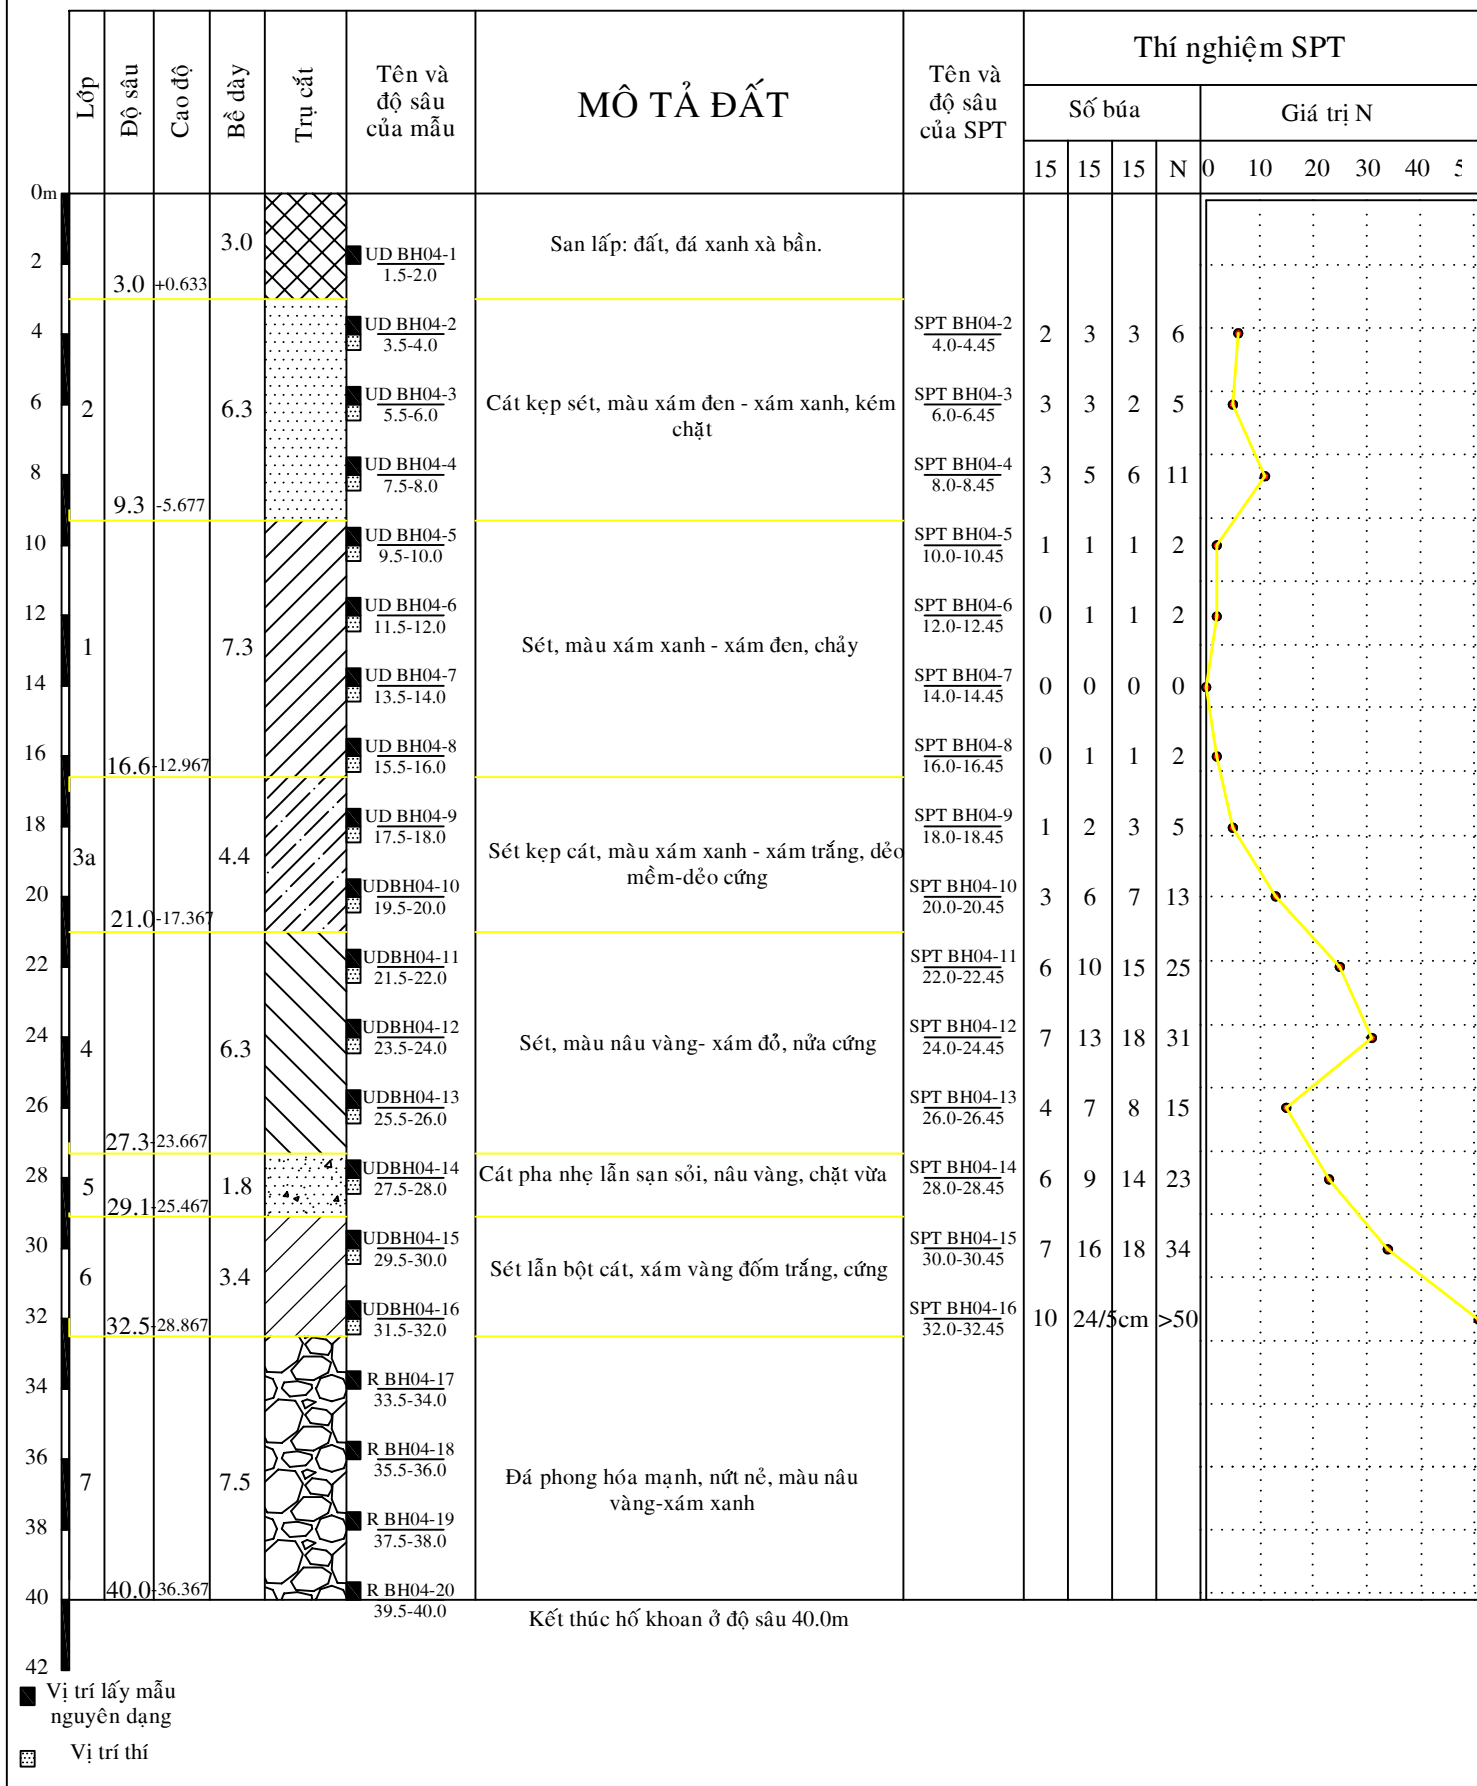 Lớp
Độ sâu
Cao độ
Bề dày
Trụ cắt
Tên và
độ sâu
của mẫu
MÔ TẢ ĐẤT
Tên và
độ sâu
của SPT
Thí nghiệm SPT
Số búa
Giá trị N
15 15 15 N
0 10 20 30 40
0m
3.0
San lấp: đất, đá xanh xà bần.
UD BH04-1
1.5-2.0
2
3.0 +0.633
UD BH04-2
3.5-4.0
SPT BH04-2
4.0-4.45
4
2 3 3 6
UD BH04-3
5.5-6.0
SPT BH04-3
6.0-6.45
6
2
6.3
Cát kẹp sét, màu xám đen - xám xanh, kém
chặt
3 3 2 5
UD BH04-4
7.5-8.0
SPT BH04-4
8.0-8.45
8
3 5 6 11
9.3 -5.677
UD BH04-5
9.5-10.0
SPT BH04-5
10.0-10.45
10
1 1 1 2
UD BH04-6
11.5-12.0
SPT BH04-6
12.0-12.45
12
0 1 1 2
1
7.3
Sét, màu xám xanh - xám đen, chảy
UD BH04-7
13.5-14.0
SPT BH04-7
14.0-14.45
14
0 0 0 0
UD BH04-8
15.5-16.0
SPT BH04-8
16.0-16.45
16
0 1 1 2
16.6 -12.967
UD BH04-9
17.5-18.0
SPT BH04-9
18.0-18.45
18
1 2 3 5
3a
4.4
Sét kẹp cát, màu xám xanh - xám trắng, dẻo
mềm-dẻo cứng
UDBH04-10
19.5-20.0
SPT BH04-10
20.0-20.45
20
3 6 7 13
21.0 -17.367
UDBH04-11
21.5-22.0
SPT BH04-11
22.0-22.45
22
6 10 15 25
UDBH04-12
23.5-24.0
SPT BH04-12
24.0-24.45
24
4
6.3
Sét, màu nâu vàng- xám đỏ, nửa cứng
7 13 18 31
UDBH04-13
25.5-26.0
SPT BH04-13
26.0-26.45
26
4 7 8 15
27.3 -23.667
UDBH04-14
27.5-28.0
SPT BH04-14
28.0-28.45
28
5
1.8
Cát pha nhẹ lẫn sạn sỏi, nâu vàng, chặt vừa
6 9 14 23
29.1 -25.467
UDBH04-15
29.5-30.0
SPT BH04-15
30.0-30.45
30
7 16 18 34
6
3.4
Sét lẫn bột cát, xám vàng đốm trắng, cứng
UDBH04-16
31.5-32.0
SPT BH04-16
32.0-32.45
32
10 24/5cm >50
32.5 -28.867
R BH04-17
33.5-34.0
34
R BH04-18
35.5-36.0
36
7
7.5
Đá phong hóa mạnh, nứt nẻ, màu nâu
vàng-xám xanh
R BH04-19
37.5-38.0
38
R BH04-20
39.5-40.0
40.0 -36.367
40
Kết thúc hố khoan ở độ sâu 40.0m
42
Vị trí lấy mẫu
nguyên dạng
Vị trí thí